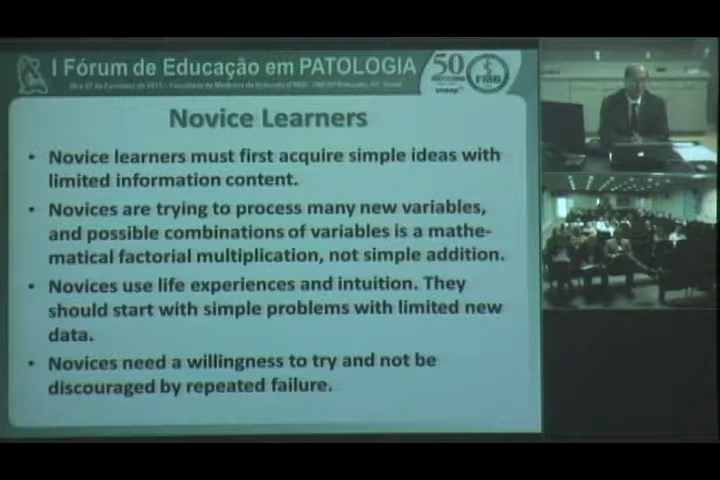 I Fórum de Educação em PATOLOGIA
50
FMB
unesp
Novice Learners
• Novice learners must first acquire simple ideas with
limited information content.
• Novices are trying to process many new variables,
and possible combinations of variables is a mathe-
matical factorial multiplication, not simple addition.
• Novices use life experiences and intuition. They
should start with simple problems with limited new
data.
• Novices need a willingness to try and not be
discouraged by repeated failure.